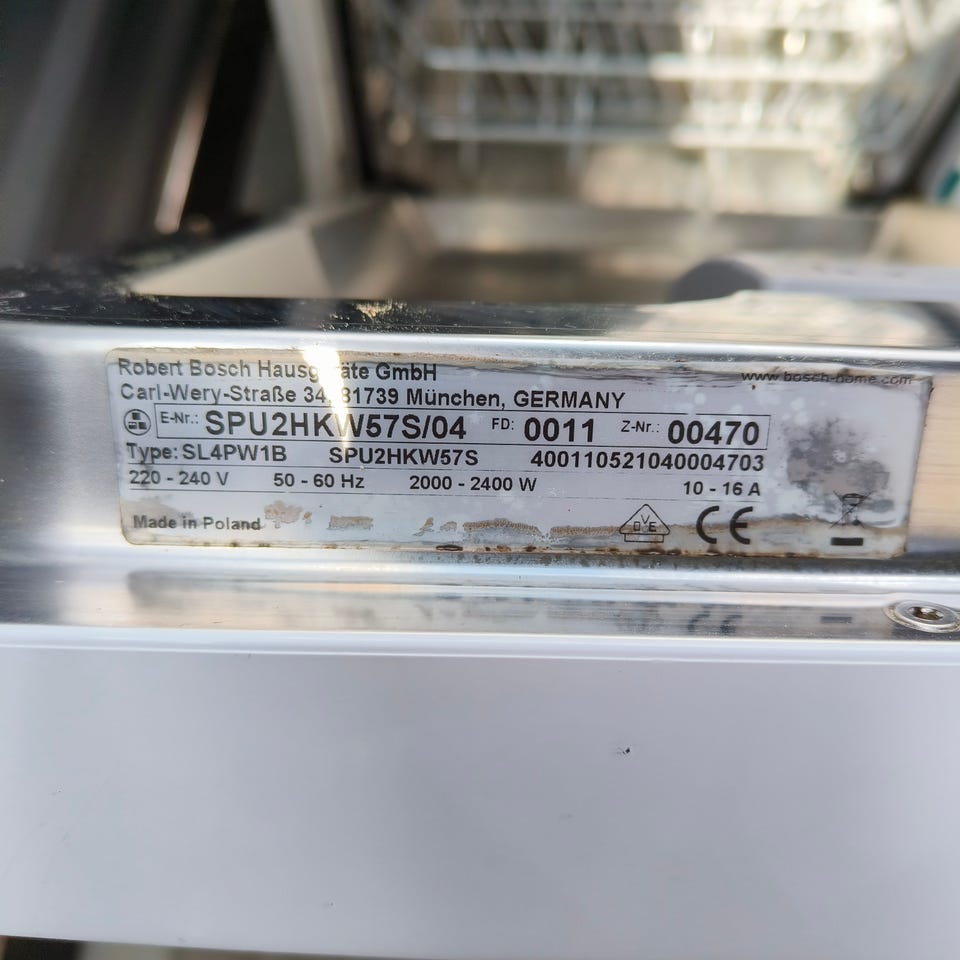 Robert Bosch Hausgeräte GmbH
www.bosch-home.com
Carl-Wery-Straße 34, 81739 München, GERMANY
E-Nr.: SPU2HKW57S/04 FD: 0011 Z-Nr.: 00470
Type: SL4PW1B SPU2HKW57S 400110521040004703
220 - 240 V 50 - 60 Hz 2000 - 2400 W 10 - 16 A
Made in Poland
DVE CE